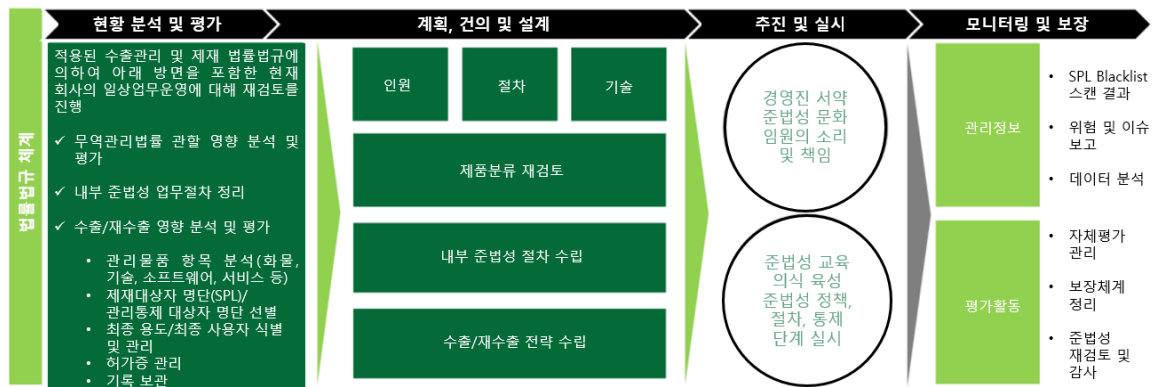 현황 분석 및 평가
계획, 건의 및 설계
추진 및 실시
모니터링 및 보장
법률법규 체계
적용된 수출관리 및 제재 법률법규에
의하여 아래 방면을 포함한 현재
회사의 일상업무운영에 대해 재검토를
진행
✓ 무역관리법률 관할 영향 분석 및
평가
✓ 내부 준법성 업무절차 정리
✓ 수출/재수출 영향 분석 및 평가
• 관리물품 항목 분석(화물,
기술, 소프트웨어, 서비스 등)
• 제재대상자 명단(SPL)/
관리통제 대상자 명단 선별
• 최종 용도/최종 사용자 식별
및 관리
• 허가증 관리
• 기록 보관
인원
절차
기술
제품분류 재검토
내부 준법성 절차 수립
수출/재수출 전략 수립
경영진 서약
준법성 문화
임원의 소리
및 책임
준법성 교육
의식 육성
준법성 정책,
절차, 통제
단계 실시
관리정보
• SPL Blacklist
스캔 결과
• 위험 및 이슈
보고
• 데이터 분석
평가활동
• 자체평가
관리
• 보장체계
정리
• 준법성
재검토 및
감사